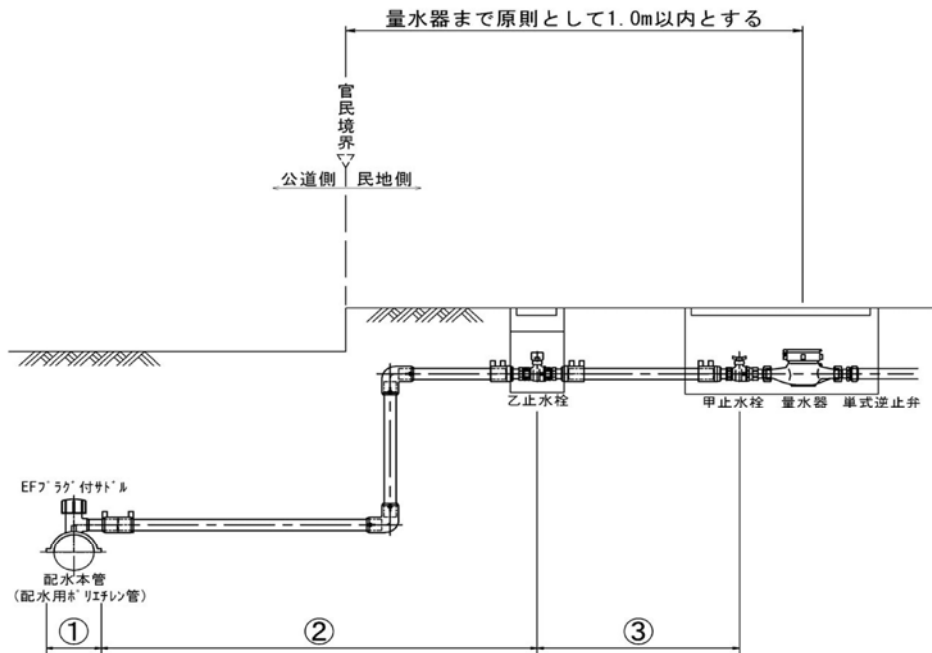 量水器まで原則として1.0m以内とする
官民境界
公道側 民地側
乙止水栓
甲止水栓 量水器 単式逆止弁
EFプラグ付サドル
配水本管
(配水用ポリエチレン管)
① ② ③